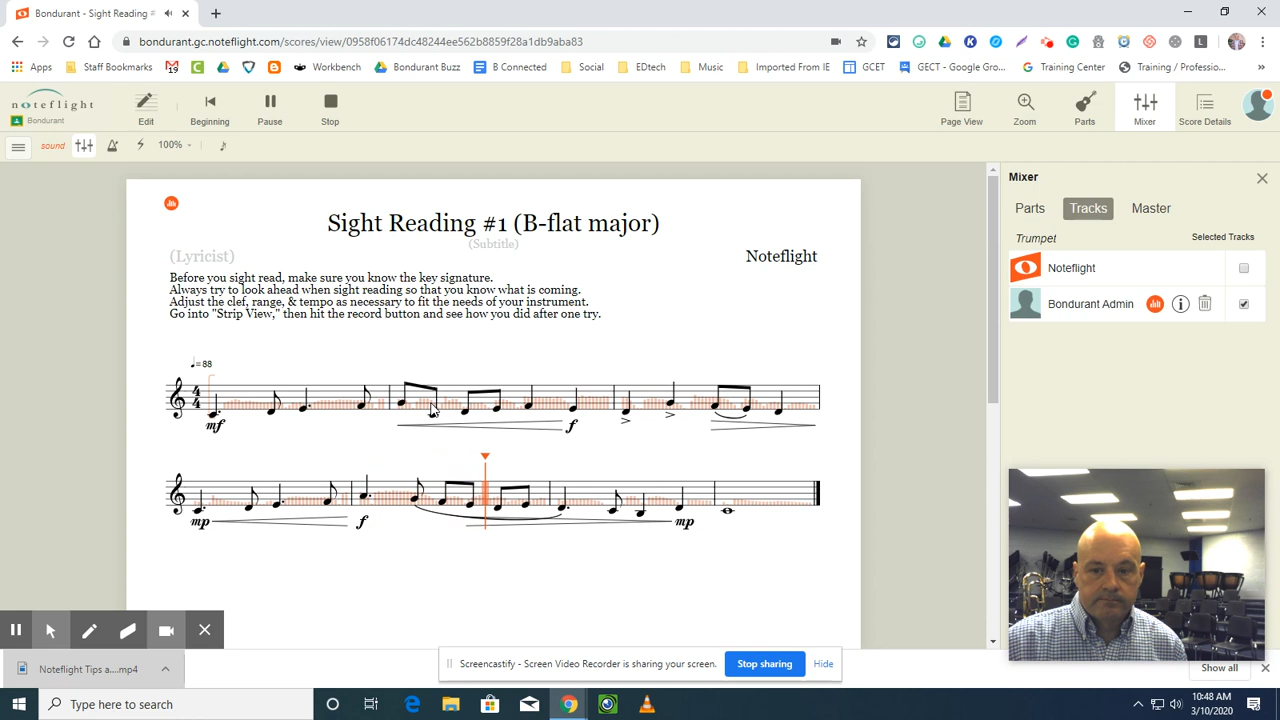 Bondurant - Sight Reading #
bondurant.gc.noteflight.com/scores/view/0958f06174dc48244ee562b8859f28a1db9aba83
Apps Staff Bookmarks 19 Workbench Bondurant Buzz B Connected Social EDtech Music Imported From IE GCET GECT - Google Gro... Training Center Training / Professio...
noteflight
Bondurant
Edit Beginning Pause Stop Page View Zoom Parts Mixer Score Details
sound 100%
Mixer
Parts Tracks Master
Trumpet Selected Tracks
Noteflight
Bondurant Admin
Sight Reading #1 (B-flat major)
(Subtitle)
(Lyricist) Noteflight
Before you sight read, make sure you know the key signature.
Always try to look ahead when sight reading so that you know what is coming.
Adjust the clef, range, & tempo as necessary to fit the needs of your instrument.
Go into "Strip View," then hit the record button and see how you did after one try.
=88
4
4
mf f
mp f mp
Noteflight Tips a....mp4
Screencastify - Screen Video Recorder is sharing your screen. Stop sharing Hide
Show all
Type here to search
10:48 AM
3/10/2020